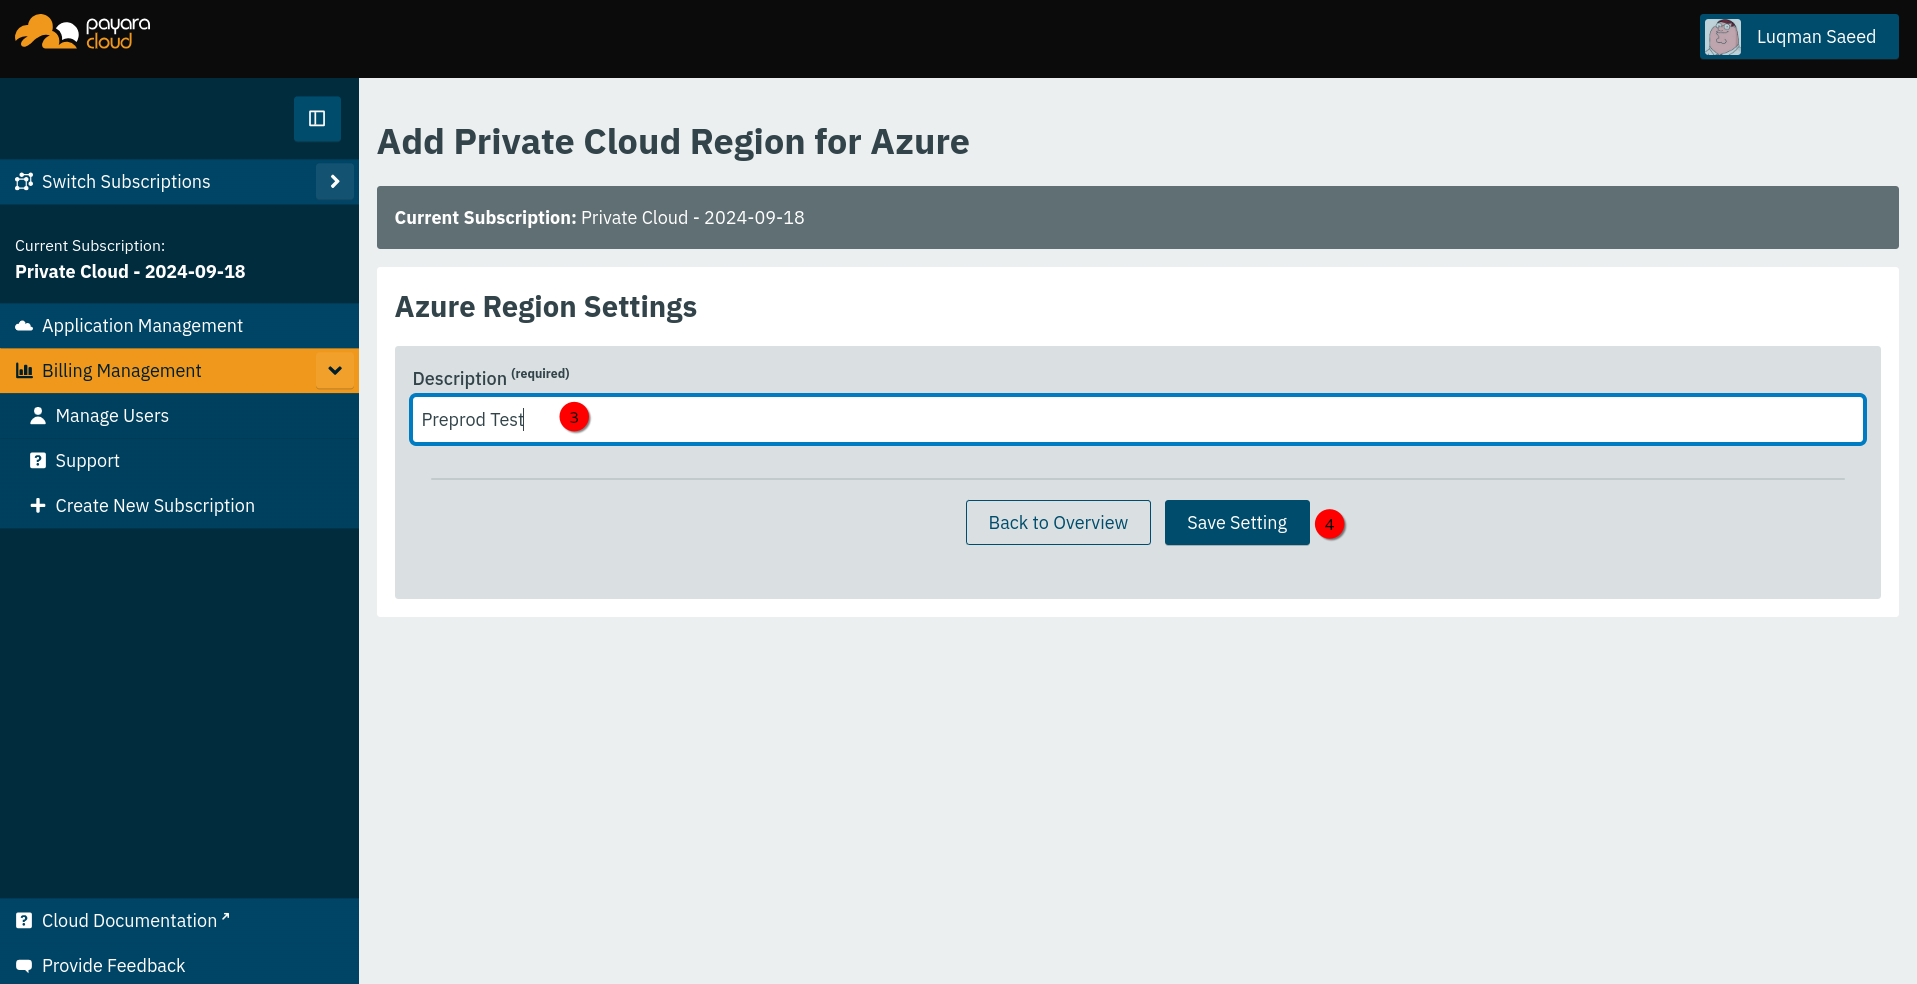 payara
cloud
Luqman Saeed
Switch Subscriptions
Current Subscription:
Private Cloud - 2024-09-18
Application Management
Billing Management
Manage Users
Support
Create New Subscription
Cloud Documentation
Provide Feedback
Add Private Cloud Region for Azure
Current Subscription: Private Cloud - 2024-09-18
Azure Region Settings
Description (required)
Preprod Test 3
Back to Overview Save Setting 4